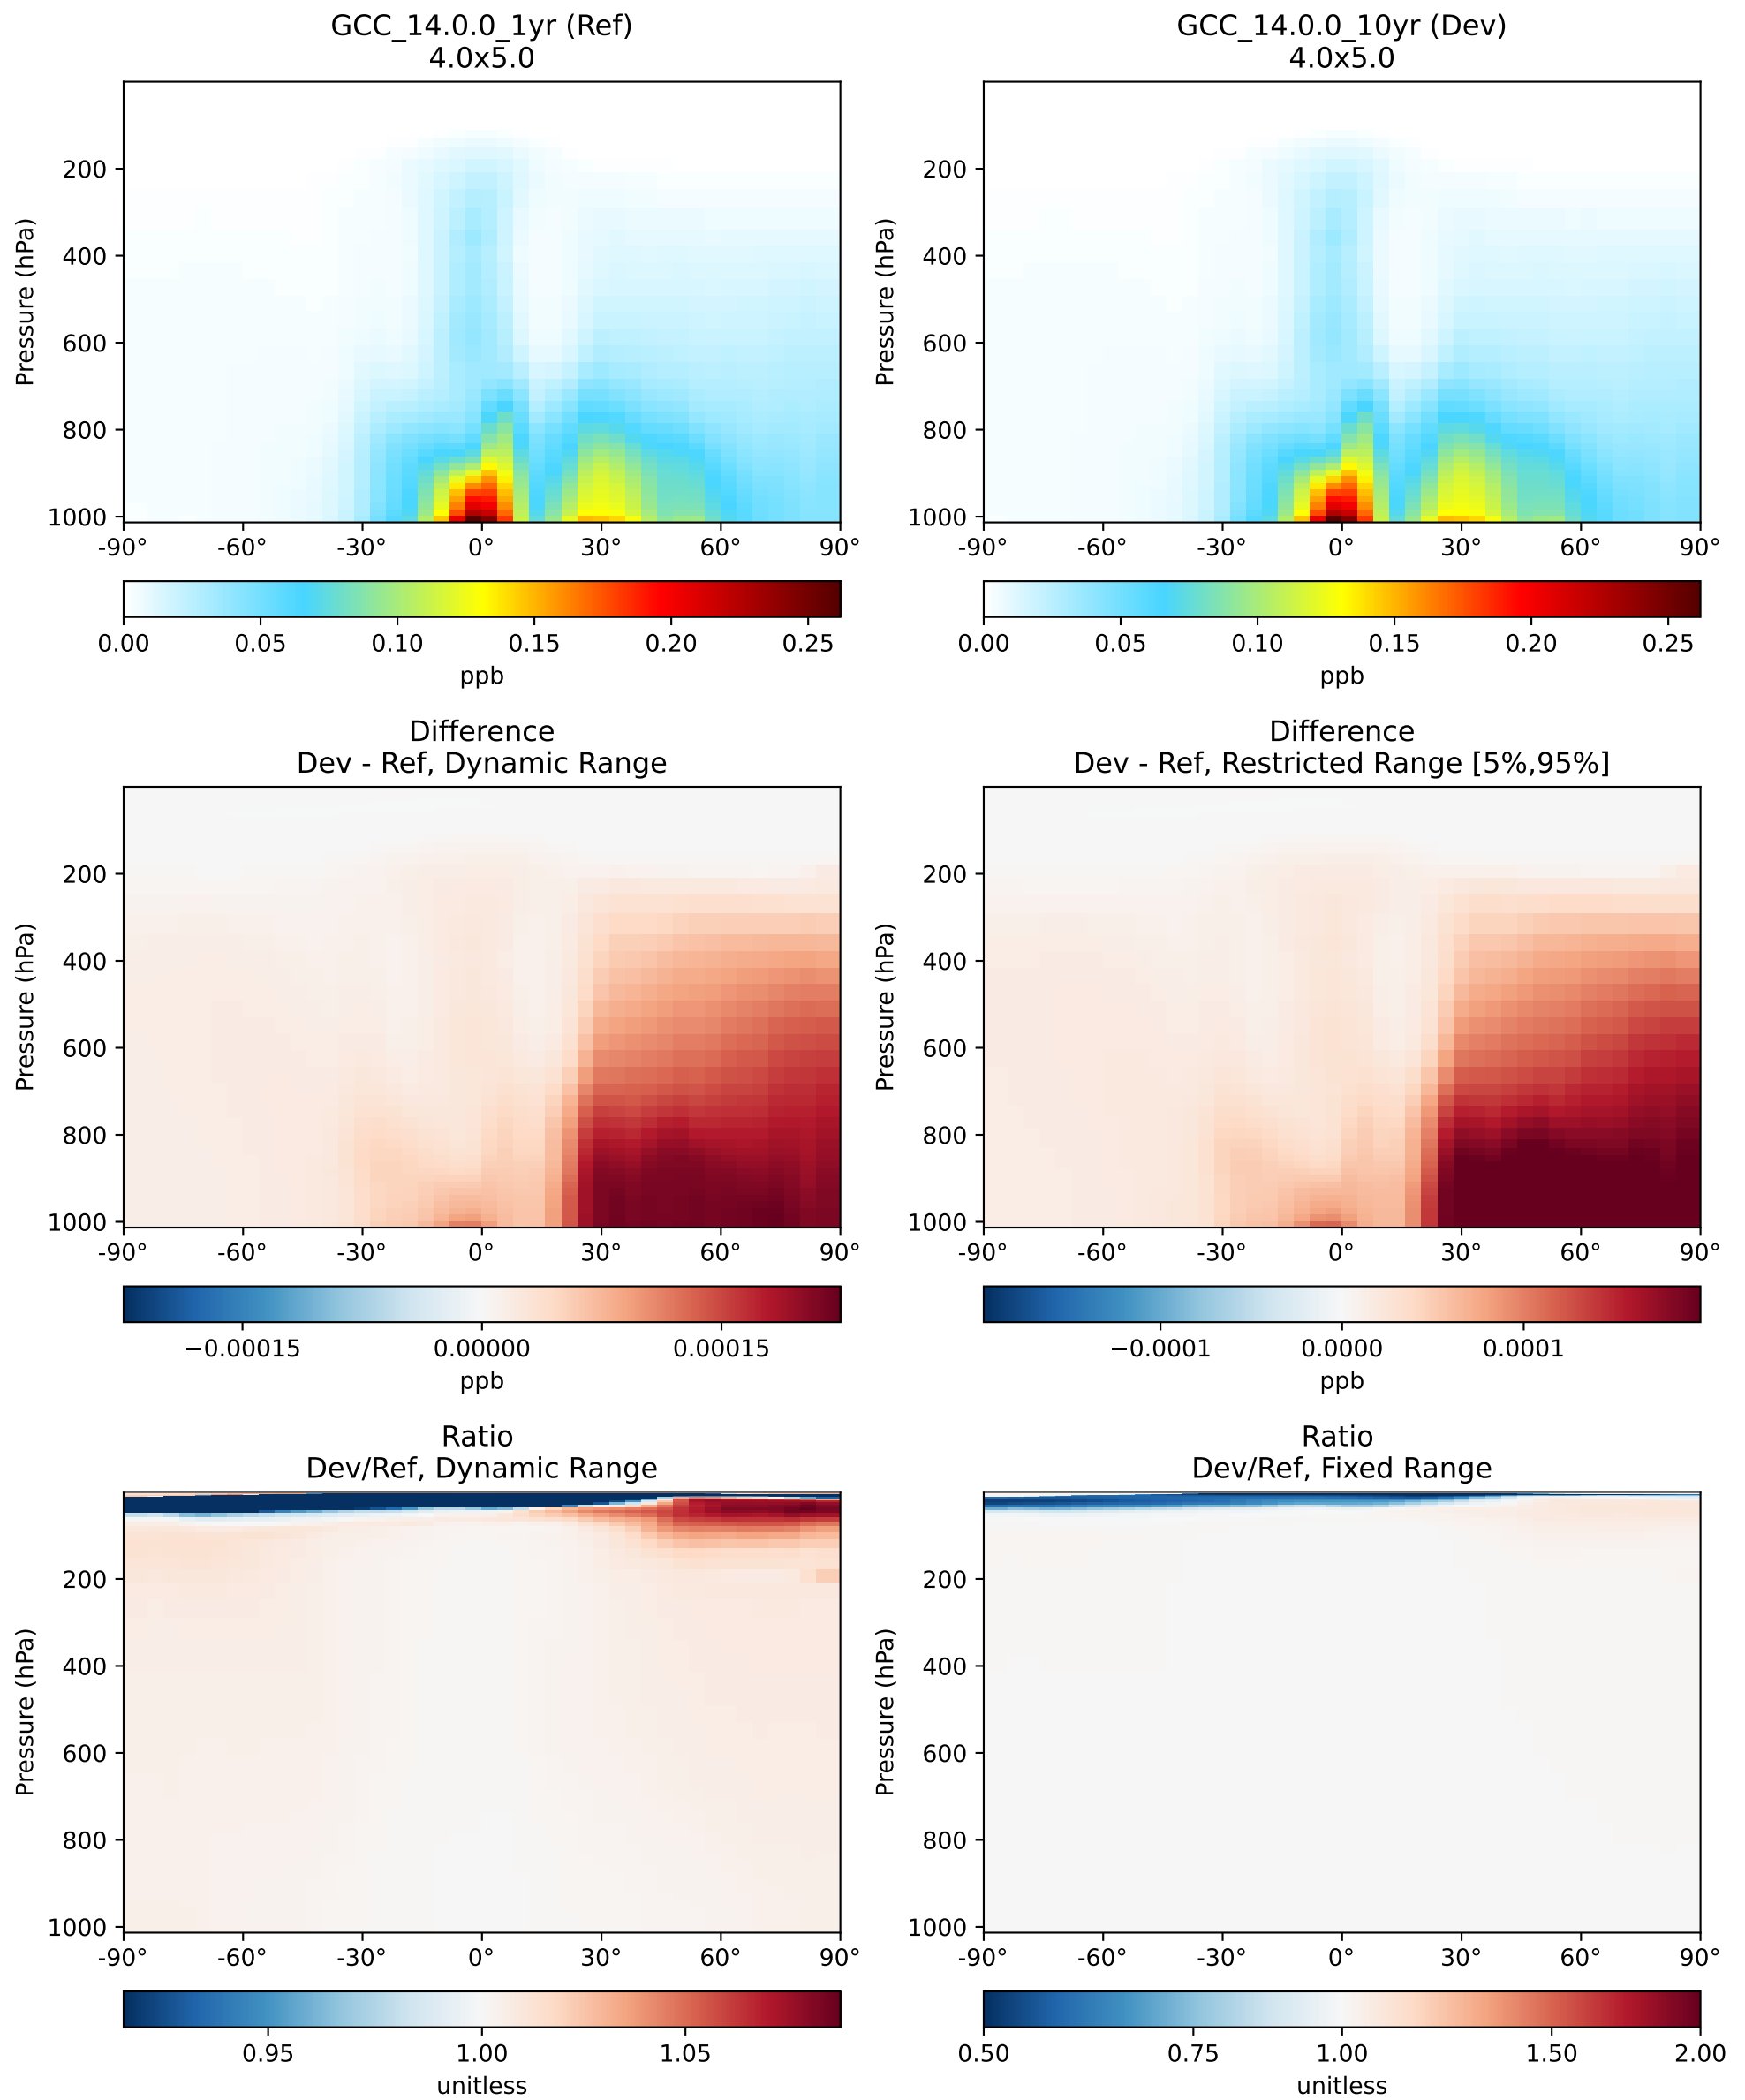 GCC_14.0.0_1yr (Ref)
4.0x5.0
Pressure (hPa)
200
400
600
800
1000
-90° -60° -30° 0° 30° 60° 90°
0.00 0.05 0.10 0.15 0.20 0.25
ppb
GCC_14.0.0_10yr (Dev)
4.0x5.0
Pressure (hPa)
200
400
600
800
1000
-90° -60° -30° 0° 30° 60° 90°
0.00 0.05 0.10 0.15 0.20 0.25
ppb
Difference
Dev - Ref, Dynamic Range
Pressure (hPa)
200
400
600
800
1000
-90° -60° -30° 0° 30° 60° 90°
−0.00015 0.00000 0.00015
ppb
Difference
Dev - Ref, Restricted Range [5%,95%]
Pressure (hPa)
200
400
600
800
1000
-90° -60° -30° 0° 30° 60° 90°
−0.0001 0.0000 0.0001
ppb
Ratio
Dev/Ref, Dynamic Range
Pressure (hPa)
200
400
600
800
1000
-90° -60° -30° 0° 30° 60° 90°
0.95 1.00 1.05
unitless
Ratio
Dev/Ref, Fixed Range
Pressure (hPa)
200
400
600
800
1000
-90° -60° -30° 0° 30° 60° 90°
0.50 0.75 1.00 1.50 2.00
unitless